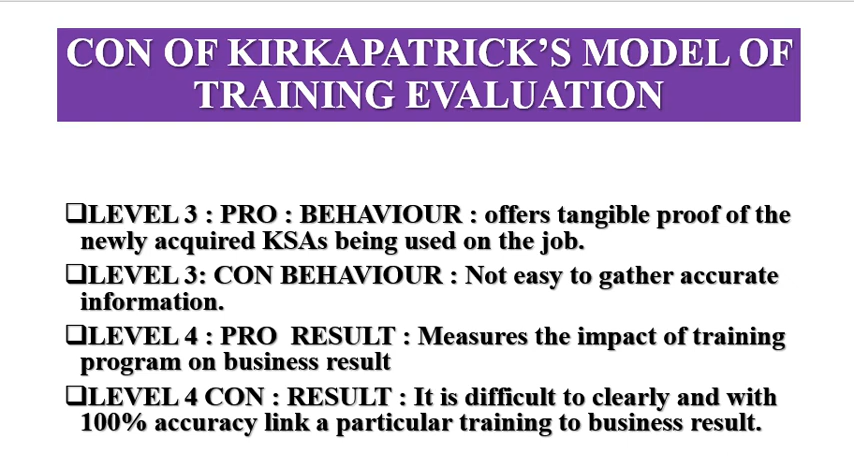 CON OF KIRKAPATRICK’S MODEL OF
TRAINING EVALUATION
❑LEVEL 3 : PRO : BEHAVIOUR : offers tangible proof of the
newly acquired KSAs being used on the job.
❑LEVEL 3: CON BEHAVIOUR : Not easy to gather accurate
information.
❑LEVEL 4 : PRO RESULT : Measures the impact of training
program on business result
❑LEVEL 4 CON : RESULT : It is difficult to clearly and with
100% accuracy link a particular training to business result.